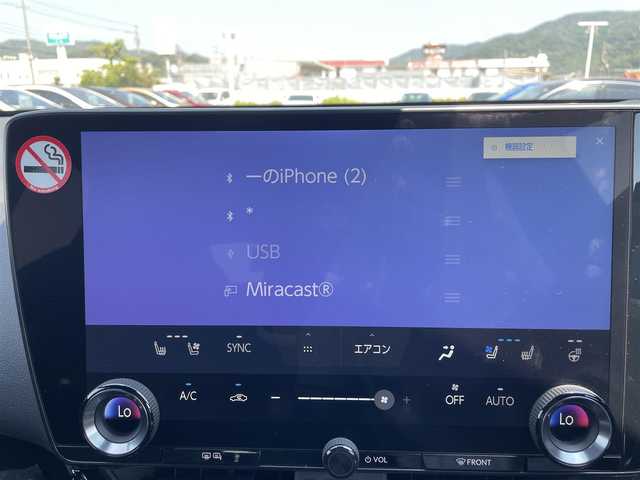 機器設定
一のiPhone (2)
*
USB
Miracast®
SYNC
エアコン
A/C
OFF
AUTO
Lo
Lo
VOL
FRONT